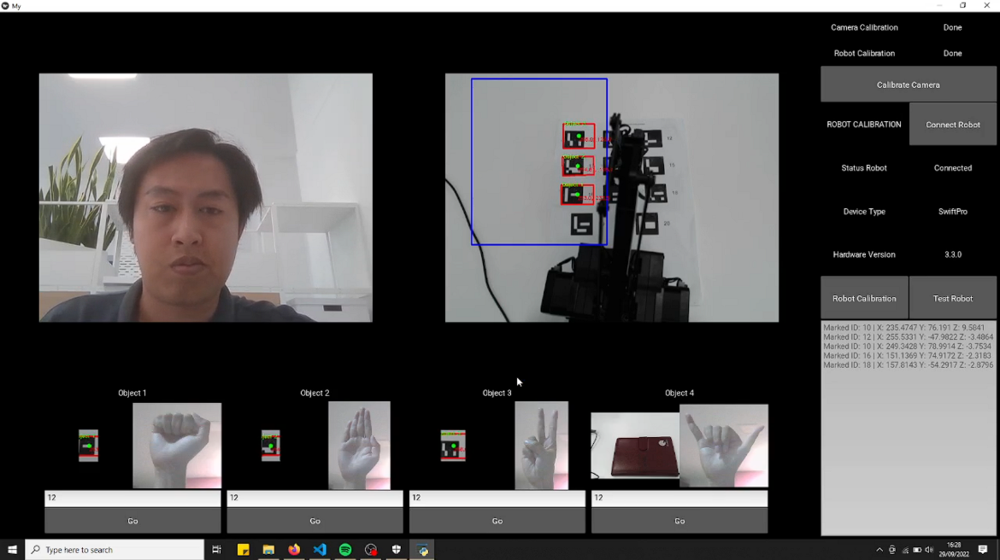 My
Camera Calibration Done
Robot Calibration Done
Calibrate Camera
ROBOT CALIBRATION Connect Robot
Status Robot Connected
Device Type SwiftPro
Hardware Version 3.3.0
Robot Calibration Test Robot
Marked ID: 10 | X: 235.4747 Y: 76.191 Z: 9.5841
Marked ID: 12 | X: 255.5331 Y: -47.9822 Z: -3.4864
Marked ID: 10 | X: 249.3428 Y: 78.9914 Z: -3.7534
Marked ID: 16 | X: 151.1369 Y: 74.9172 Z: -2.3183
Marked ID: 18 | X: 157.8143 Y: -54.2917 Z: -2.8796
20
Object 1 Object 2 Object 3 Object 4
12 12 12 12
Go Go Go Go
Type here to search
16:28
29/09/2022